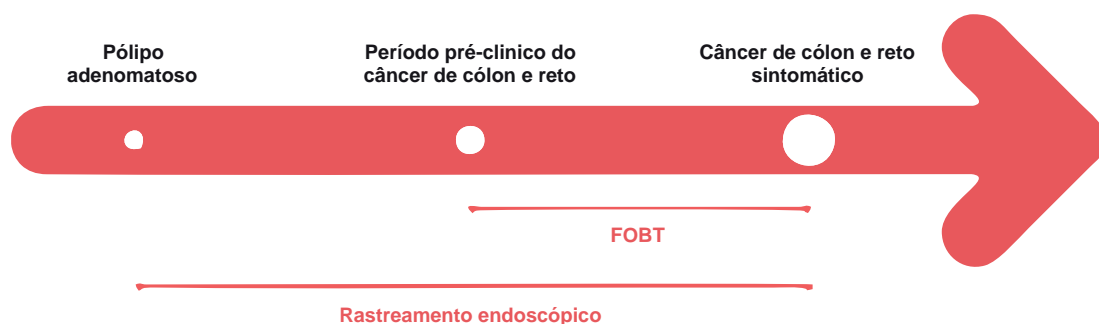 Pólipo
adenomatoso
Período pré-clinico do
câncer de cólon e reto
Câncer de cólon e reto
sintomático
FOBT
Rastreamento endoscópico